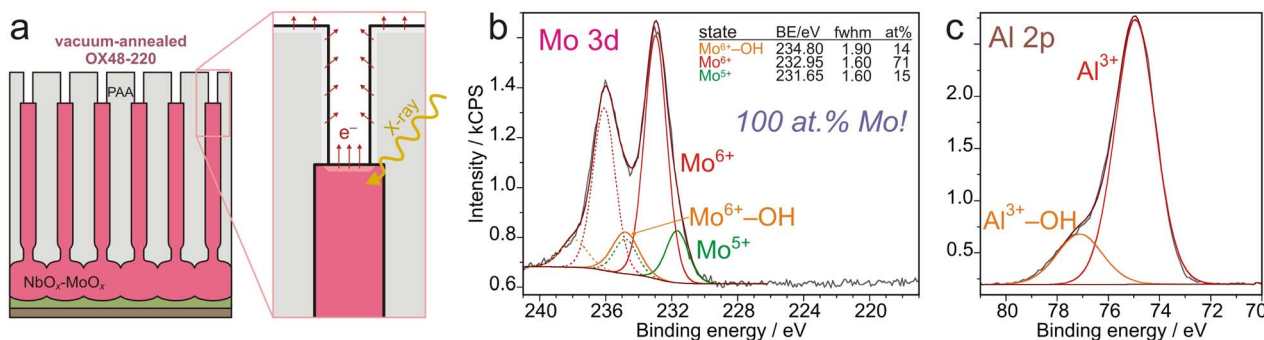 a
vacuum-annealed
OX48-220
PAA
NbOₓ-MoOₓ
e⁻
X-ray
b
Mo 3d
state BE/eV fwhm at%
Mo⁶⁺–OH 234.80 1.90 14
Mo⁶⁺ 232.95 1.60 71
Mo⁵⁺ 231.65 1.60 15
100 at.% Mo!
Mo⁶⁺
Mo⁶⁺–OH
Mo⁵⁺
Intensity / kCPS
1.6
1.4
1.2
1.0
0.8
0.6
240 236 232 228 224 220
Binding energy / eV
c
Al 2p
Al³⁺
Al³⁺–OH
2.5
2.0
1.5
1.0
0.5
80 78 76 74 72 70
Binding energy / eV